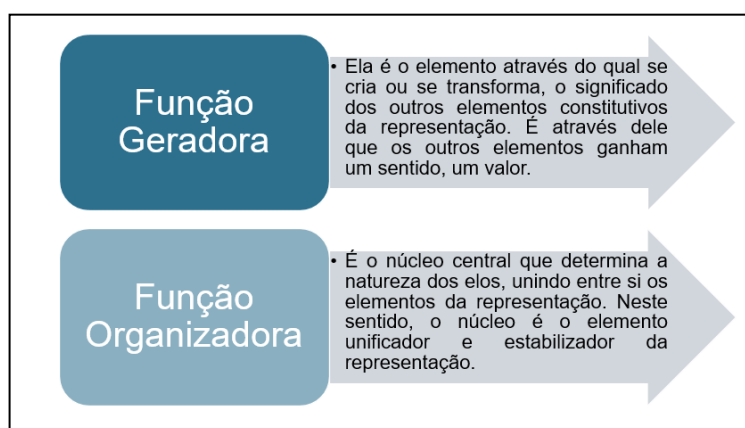 Função
Geradora
• Ela é o elemento através do qual se
cria ou se transforma, o significado
dos outros elementos constitutivos
da representação. É através dele
que os outros elementos ganham
um sentido, um valor.
Função
Organizadora
• É o núcleo central que determina a
natureza dos elos, unindo entre si os
elementos da representação. Neste
sentido, o núcleo é o elemento
unificador e estabilizador da
representação.